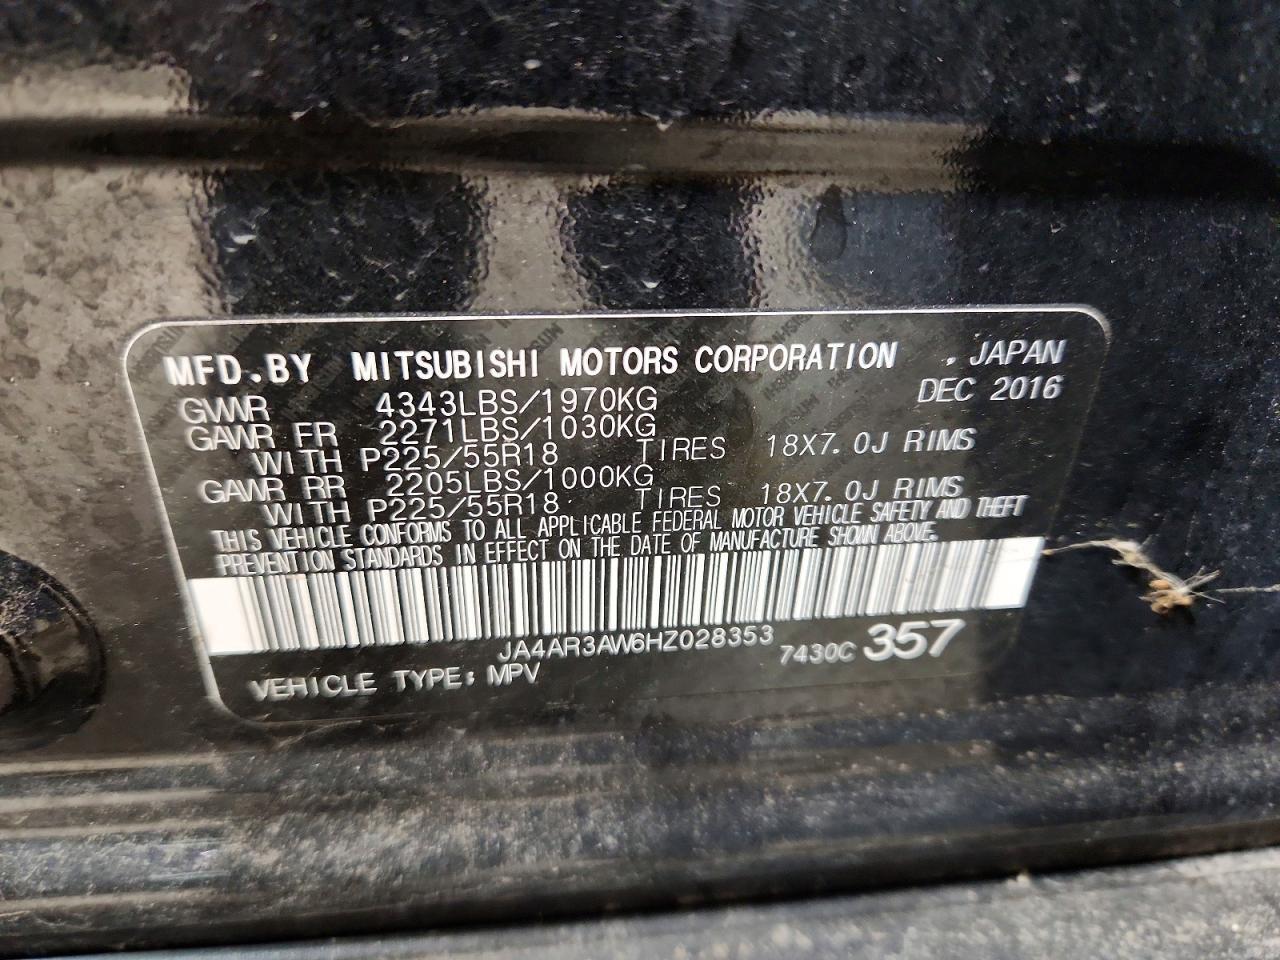 MFD.BY MITSUBISHI MOTORS CORPORATION , JAPAN
GVWR 4343LBS/1970KG DEC 2016
GAWR FR 2271LBS/1030KG
WITH P225/55R18 TIRES 18X7.0J RIMS
GAWR RR 2205LBS/1000KG
WITH P225/55R18 TIRES 18X7.0J RIMS
THIS VEHICLE CONFORMS TO ALL APPLICABLE FEDERAL MOTOR VEHICLE SAFETY AND THEFT
PREVENTION STANDARDS IN EFFECT ON THE DATE OF MANUFACTURE SHOWN ABOVE.
JA4AR3AW6HZ028353 7430C 357
VEHICLE TYPE: MPV